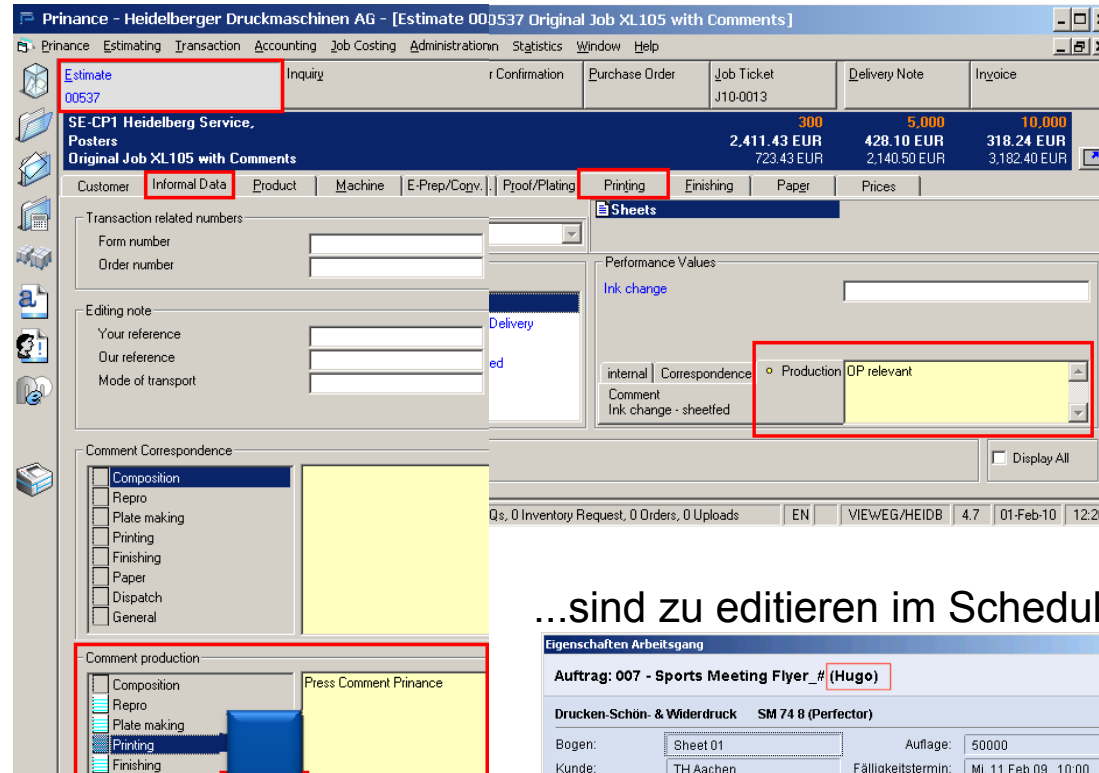 Prinance - Heidelberger Druckmaschinen AG - [Estimate 00537 Original Job XL105 with Comments]
Prinance Estimating Transaction Accounting Job Costing Administration Statistics Window Help
Estimate Inquiry r Confirmation Purchase Order Job Ticket Delivery Note Invoice
00537 J10-0013
SE-CP1 Heidelberg Service, 300 5,000 10,000
Posters 2,411.43 EUR 428.10 EUR 318.24 EUR
Original Job XL105 with Comments 723.43 EUR 2,140.50 EUR 3,182.40 EUR
Customer Informal Data Product Machine E-Prep/Conv. Proof/Plating Printing Finishing Paper Prices
Transaction related numbers
Form number
Order number
Editing note
Your reference
Our reference
Mode of transport
Comment Correspondence
Composition
Repro
Plate making
Printing
Finishing
Paper
Dispatch
General
Comment production
Composition
Press Comment Prinance
Repro
Plate making
Printing
Finishing
Sheets
Performance Values
Ink change
Delivery
ed
internal Correspondence Production OP relevant
Comment
Ink change - sheetfed
Display All
Qs, 0 Inventory Request, 0 Orders, 0 Uploads EN VIEWEG/HEIDB 4.7 01-Feb-10 12:2
...sind zu editieren im Schedul
Eigenschaften Arbeitsgang
Auftrag: 007 - Sports Meeting Flyer_# (Hugo)
Drucken-Schön- & Widerdruck SM 74 8 (Perfector)
Bogen: Sheet 01 Auflage: 50000
Kunde: TH Aachen Fälligkeitstermin: Mi, 11 Feb 09 10:00